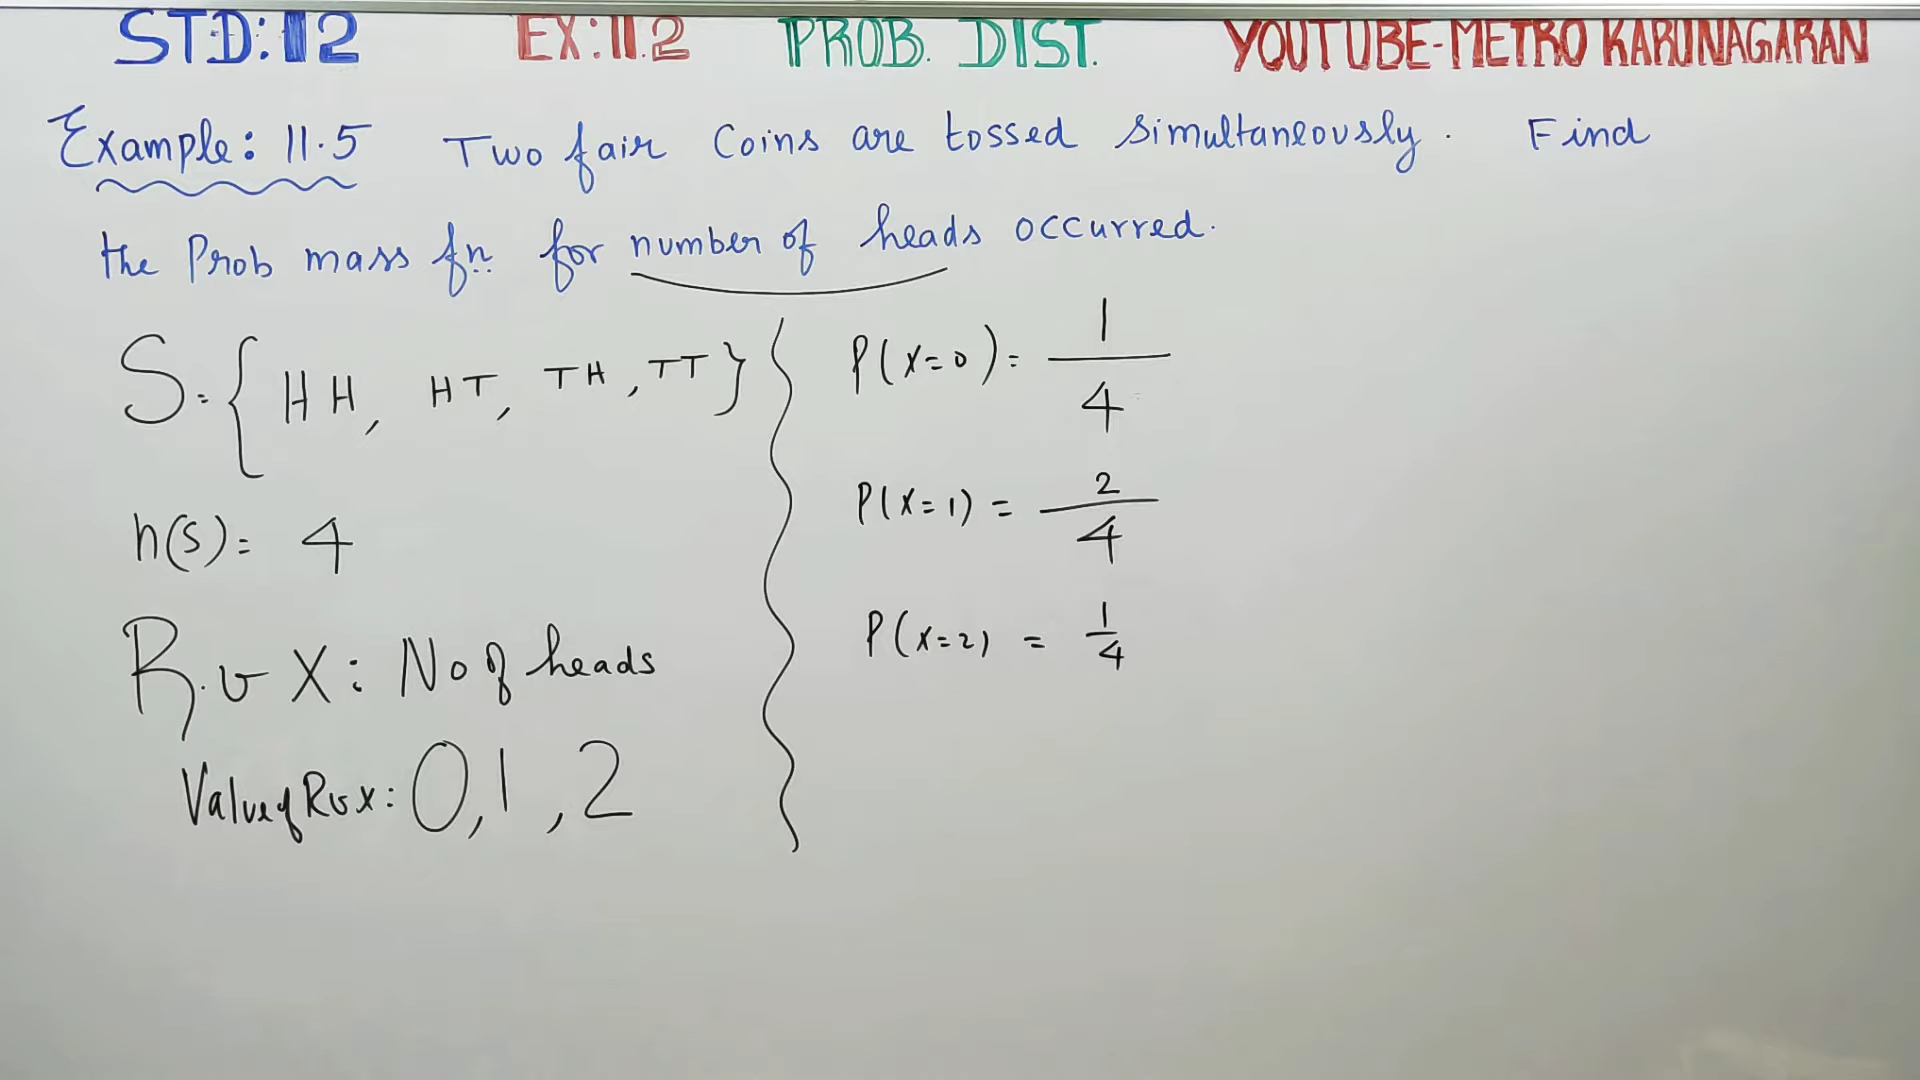 STD:12 EX:11.2 PROB. DIST. YOUTUBE-METRO KARUNAGARAN
Example: 11.5 Two fair Coins are tossed simultaneously. Find
the Prob mass fn. for number of heads occurred.
S = { HH, HT, TH, TT }
n(s) = 4
R.v X : No of heads
Value of Rv x : 0, 1, 2
P(X=0) = 1/4
P(X=1) = 2/4
P(X=2) = 1/4